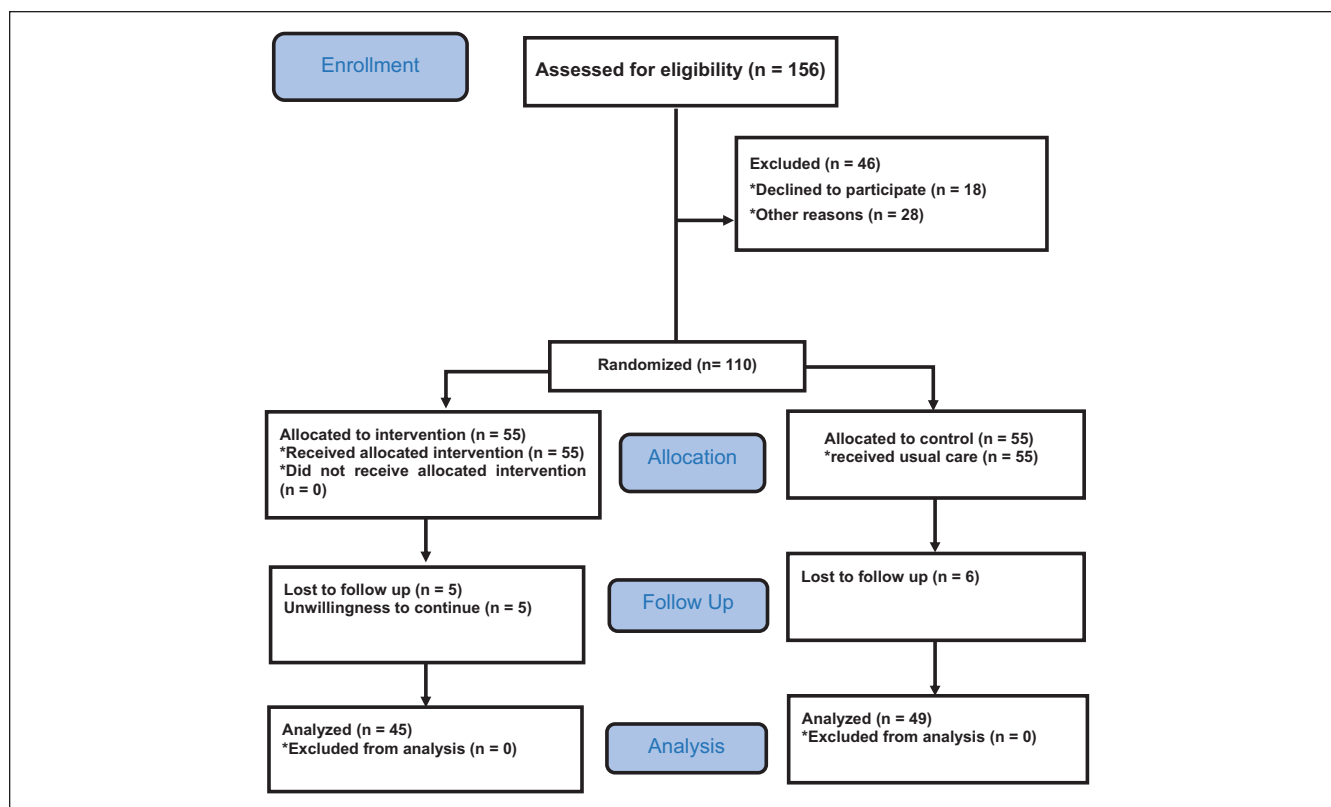 Enrollment
Assessed for eligibility (n = 156)
Excluded (n = 46)
*Declined to participate (n = 18)
*Other reasons (n = 28)
Randomized (n= 110)
Allocated to intervention (n = 55)
*Received allocated intervention (n = 55)
*Did not receive allocated intervention
(n = 0)
Allocation
Allocated to control (n = 55)
*received usual care (n = 55)
Lost to follow up (n = 5)
Unwillingness to continue (n = 5)
Follow Up
Lost to follow up (n = 6)
Analyzed (n = 45)
*Excluded from analysis (n = 0)
Analysis
Analyzed (n = 49)
*Excluded from analysis (n = 0)